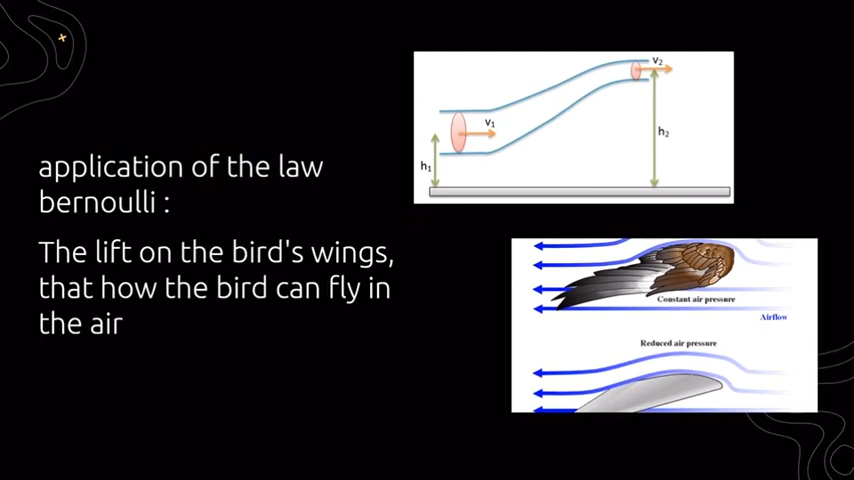 application of the law
bernoulli :
The lift on the bird's wings,
that how the bird can fly in
the air
v2
v1
h2
h1
Constant air pressure
Airflow
Reduced air pressure